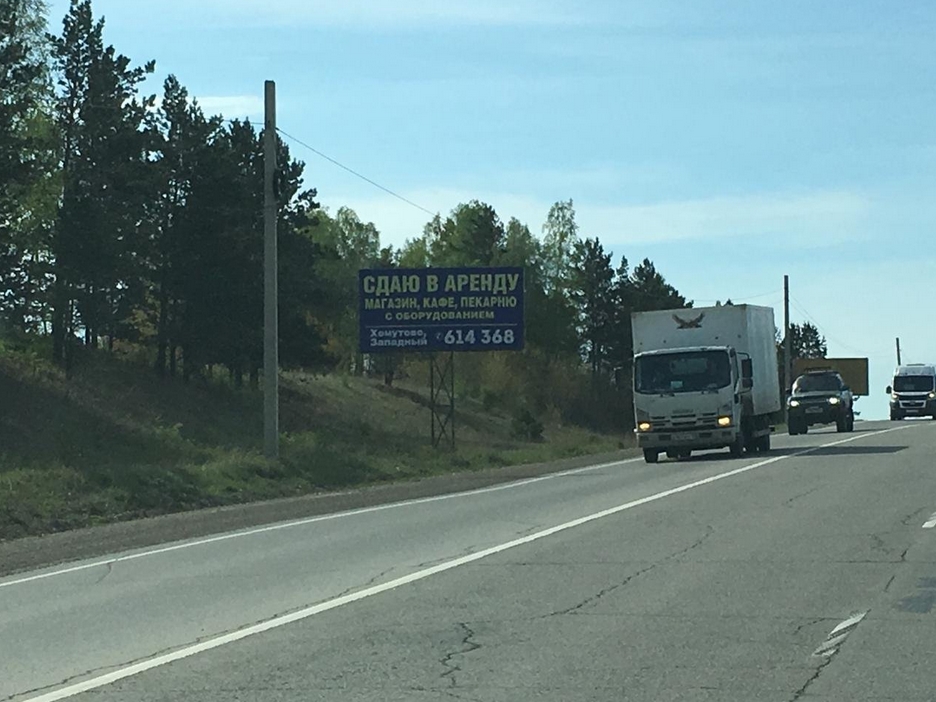 СДАЮ В АРЕНДУ
МАГАЗИН, КАФЕ, ПЕКАРНЮ
С ОБОРУДОВАНИЕМ
Хомутово,
Западный
614 368